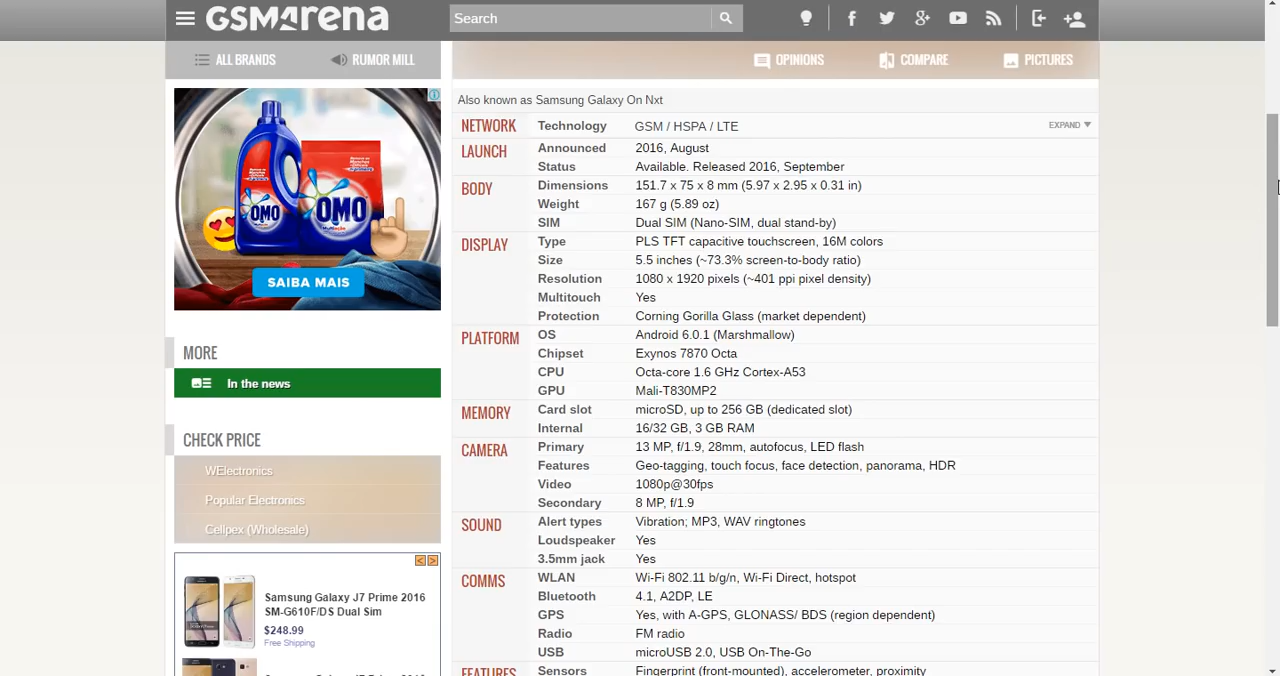 GSMArena
Search
ALL BRANDS
RUMOR MILL
OPINIONS
COMPARE
PICTURES
OMO
OMO
SAIBA MAIS
MORE
In the news
CHECK PRICE
WElectronics
Popular Electronics
Cellpex (Wholesale)
Samsung Galaxy J7 Prime 2016
SM-G610F/DS Dual Sim
$248.99
Free Shipping
Also known as Samsung Galaxy On Nxt
NETWORK Technology GSM / HSPA / LTE EXPAND ▼
LAUNCH Announced 2016, August
Status Available. Released 2016, September
BODY Dimensions 151.7 x 75 x 8 mm (5.97 x 2.95 x 0.31 in)
Weight 167 g (5.89 oz)
SIM Dual SIM (Nano-SIM, dual stand-by)
DISPLAY Type PLS TFT capacitive touchscreen, 16M colors
Size 5.5 inches (~73.3% screen-to-body ratio)
Resolution 1080 x 1920 pixels (~401 ppi pixel density)
Multitouch Yes
Protection Corning Gorilla Glass (market dependent)
PLATFORM OS Android 6.0.1 (Marshmallow)
Chipset Exynos 7870 Octa
CPU Octa-core 1.6 GHz Cortex-A53
GPU Mali-T830MP2
MEMORY Card slot microSD, up to 256 GB (dedicated slot)
Internal 16/32 GB, 3 GB RAM
CAMERA Primary 13 MP, f/1.9, 28mm, autofocus, LED flash
Features Geo-tagging, touch focus, face detection, panorama, HDR
Video 1080p@30fps
Secondary 8 MP, f/1.9
SOUND Alert types Vibration; MP3, WAV ringtones
Loudspeaker Yes
3.5mm jack Yes
COMMS WLAN Wi-Fi 802.11 b/g/n, Wi-Fi Direct, hotspot
Bluetooth 4.1, A2DP, LE
GPS Yes, with A-GPS, GLONASS/ BDS (region dependent)
Radio FM radio
USB microUSB 2.0, USB On-The-Go
FEATURES Sensors Fingerprint (front-mounted), accelerometer, proximity